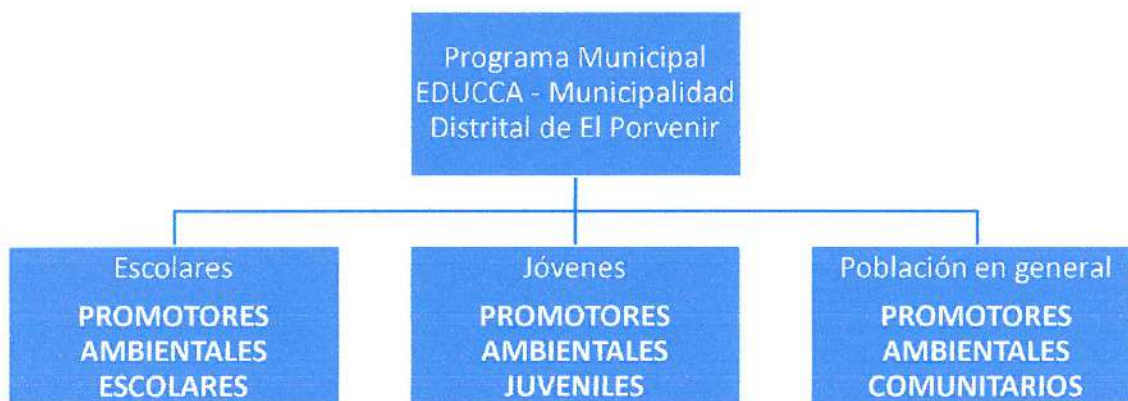 Programa Municipal
EDUCCA - Municipalidad
Distrital de El Porvenir
Escolares
PROMOTORES
AMBIENTALES
ESCOLARES
Jóvenes
PROMOTORES
AMBIENTALES
JUVENILES
Población en general
PROMOTORES
AMBIENTALES
COMUNITARIOS